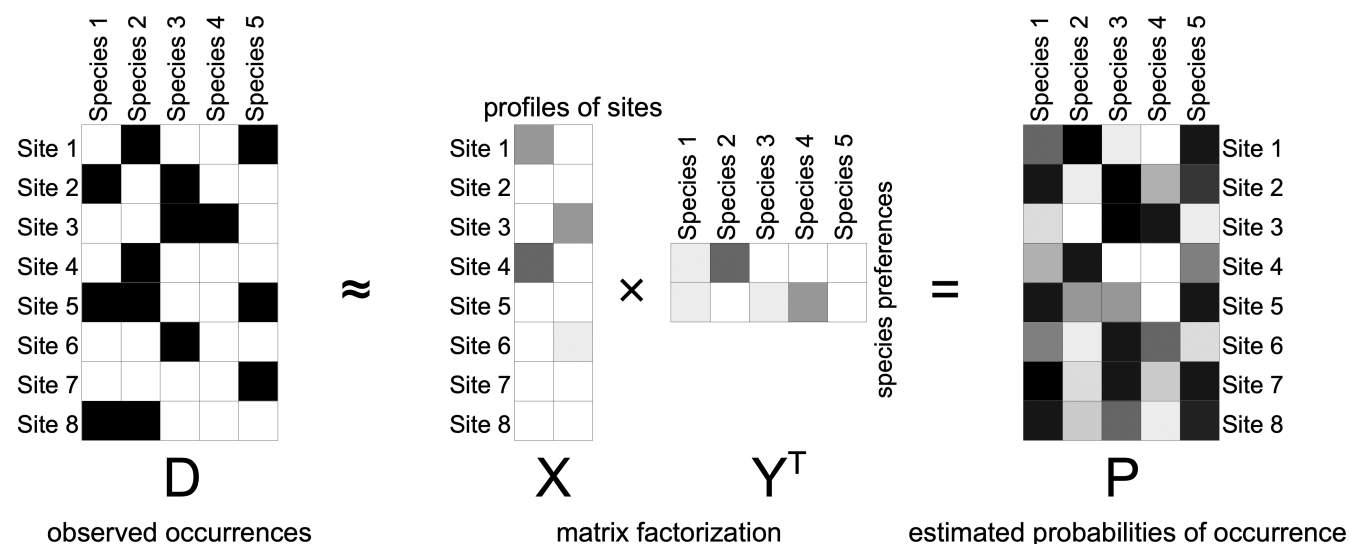 Species 1
Species 2
Species 3
Species 4
Species 5
Site 1
Site 2
Site 3
Site 4
Site 5
Site 6
Site 7
Site 8
D
observed occurrences
≈
profiles of sites
Site 1
Site 2
Site 3
Site 4
Site 5
Site 6
Site 7
Site 8
X
×
Species 1
Species 2
Species 3
Species 4
Species 5
species preferences
Yᵀ
matrix factorization
=
Species 1
Species 2
Species 3
Species 4
Species 5
Site 1
Site 2
Site 3
Site 4
Site 5
Site 6
Site 7
Site 8
P
estimated probabilities of occurrence